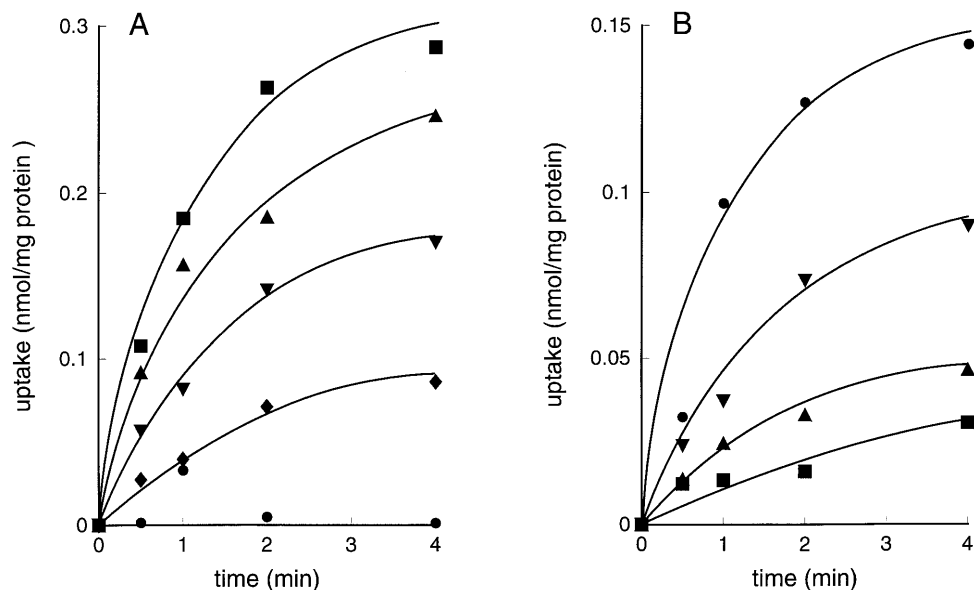 A
0.3
0.2
0.1
0
0 1 2 3 4
time (min)
uptake (nmol/mg protein )
B
0.15
0.1
0.05
0
0 1 2 3 4
time (min)
uptake (nmol/mg protein)